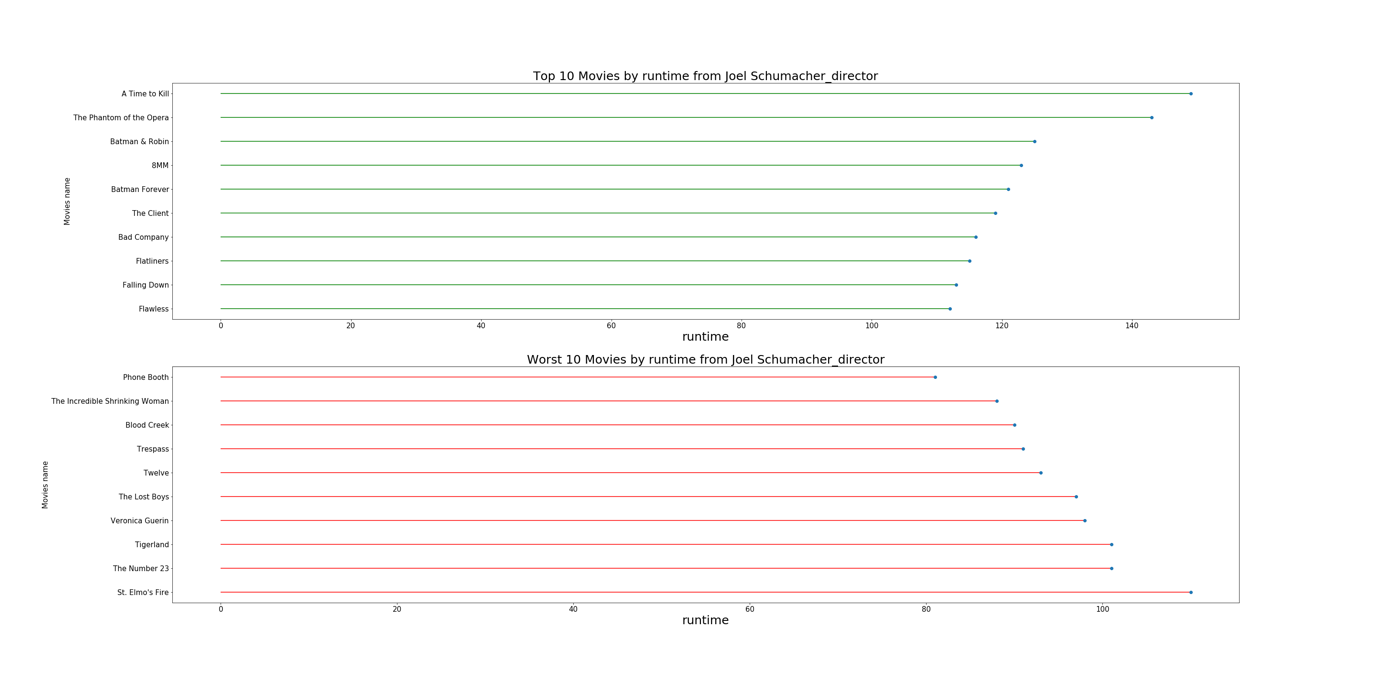 Top 10 Movies by runtime from Joel Schumacher_director
Movies name
A Time to Kill
The Phantom of the Opera
Batman & Robin
8MM
Batman Forever
The Client
Bad Company
Flatliners
Falling Down
Flawless
0 20 40 60 80 100 120 140
runtime
Worst 10 Movies by runtime from Joel Schumacher_director
Movies name
Phone Booth
The Incredible Shrinking Woman
Blood Creek
Trespass
Twelve
The Lost Boys
Veronica Guerin
Tigerland
The Number 23
St. Elmo's Fire
0 20 40 60 80 100
runtime